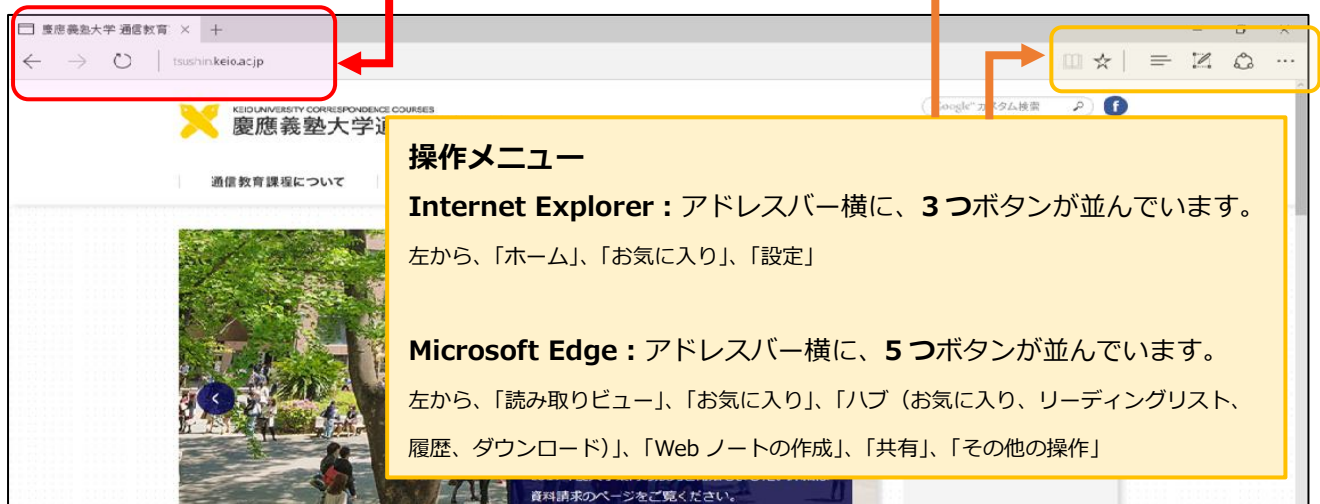 慶應義塾大学 通信教育
tsushin.keio.ac.jp
KEIO UNIVERSITY CORRESPONDENCE COURSES
慶應義塾大学通
Google カスタム検索
通信教育課程について
操作メニュー
Internet Explorer：アドレスバー横に、３つボタンが並んでいます。
左から、「ホーム」、「お気に入り」、「設定」
Microsoft Edge：アドレスバー横に、５つボタンが並んでいます。
左から、「読み取りビュー」、「お気に入り」、「ハブ（お気に入り、リーディングリスト、
履歴、ダウンロード）」、「Web ノートの作成」、「共有」、「その他の操作」
資料請求のページをご覧ください。